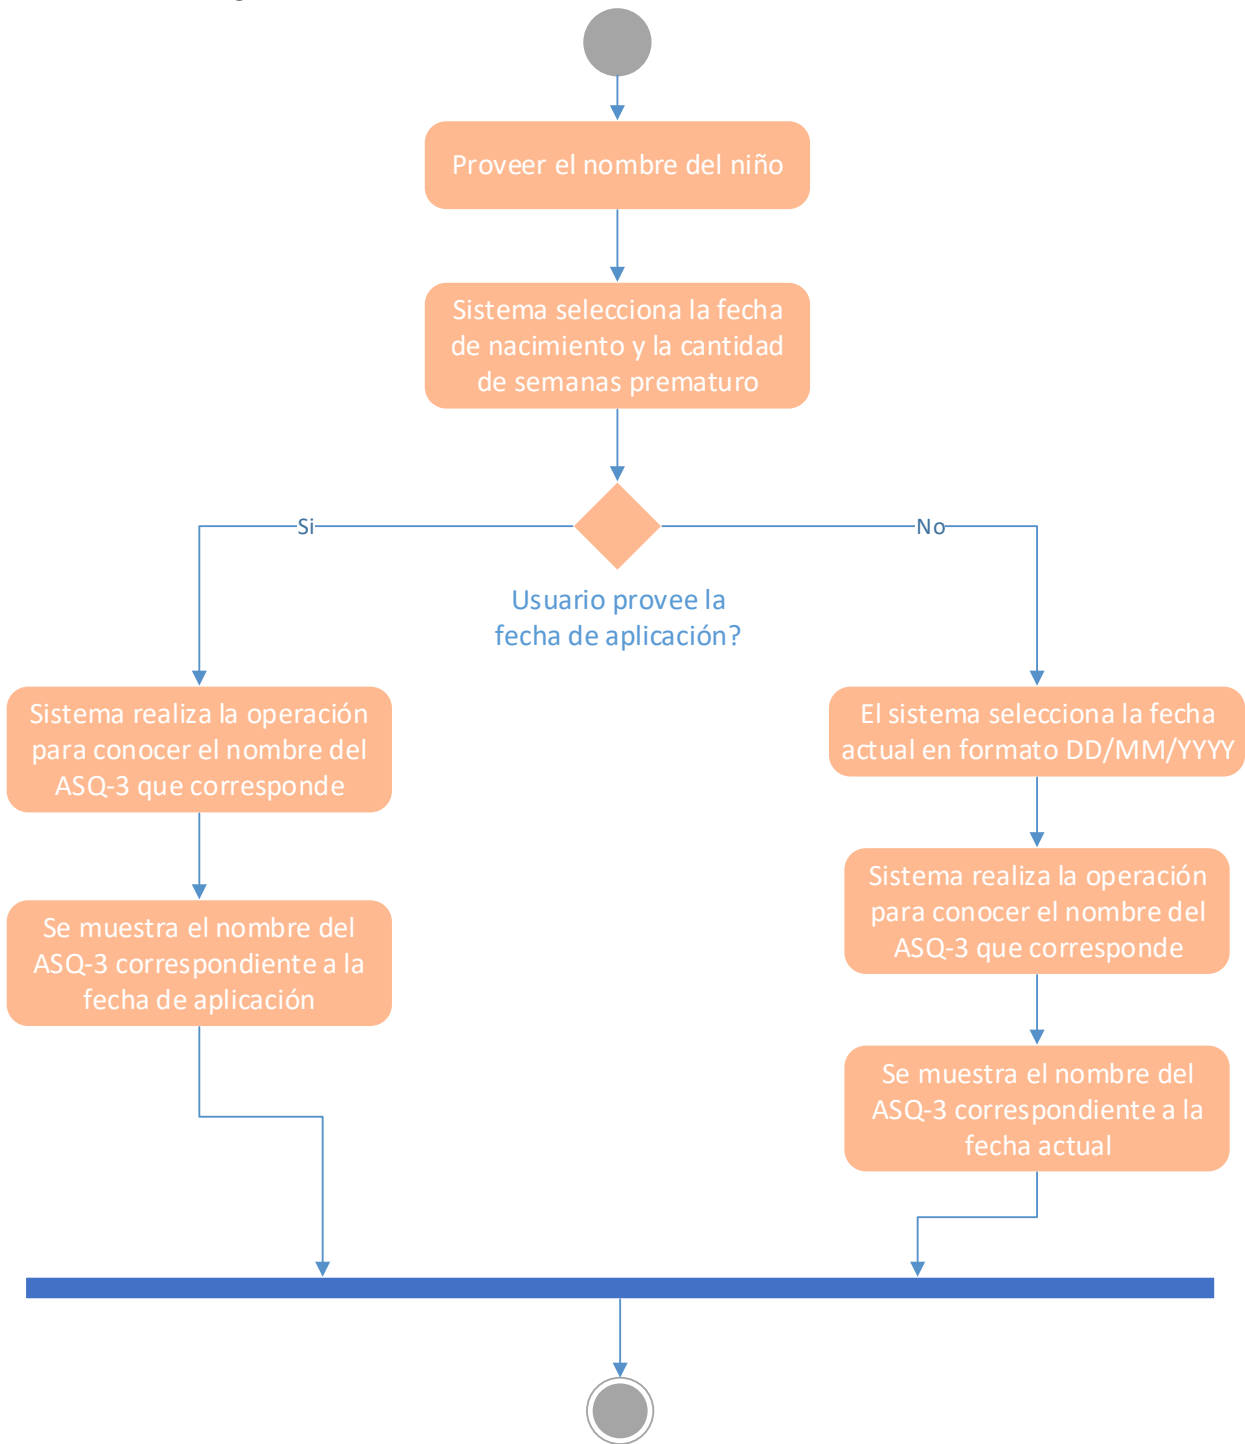 Proveer el nombre del niño
Sistema selecciona la fecha
de nacimiento y la cantidad
de semanas prematuro
Si
No
Usuario provee la
fecha de aplicación?
Sistema realiza la operación
para conocer el nombre del
ASQ-3 que corresponde
Se muestra el nombre del
ASQ-3 correspondiente a la
fecha de aplicación
El sistema selecciona la fecha
actual en formato DD/MM/YYYY
Sistema realiza la operación
para conocer el nombre del
ASQ-3 que corresponde
Se muestra el nombre del
ASQ-3 correspondiente a la
fecha actual